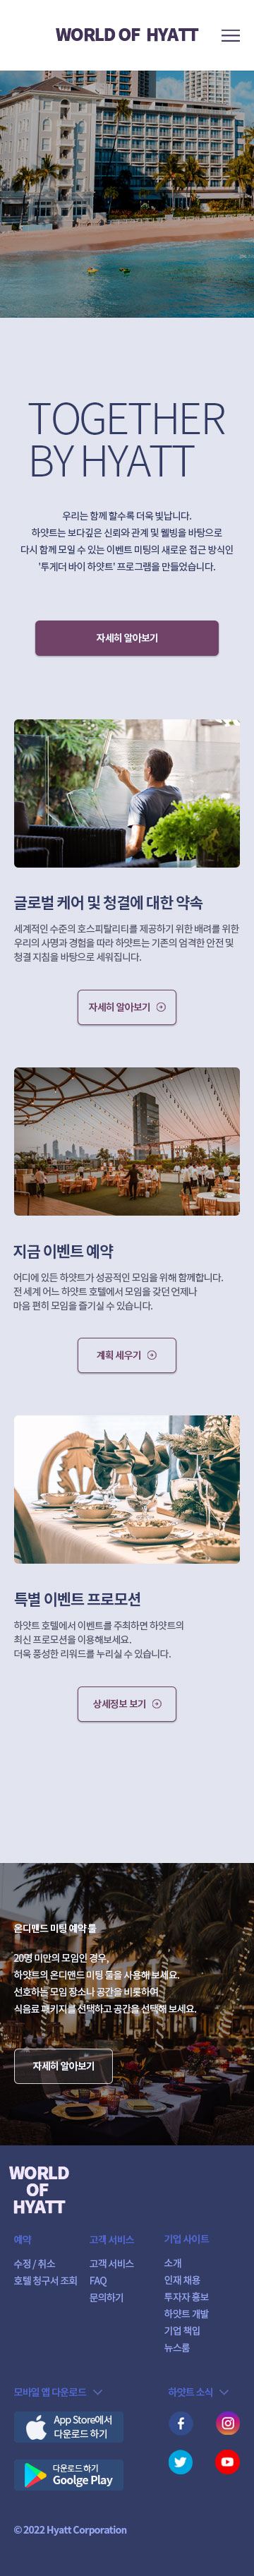 WORLD OF HYATT
TOGETHER
BY HYATT
우리는 함께 할수록 더욱 빛납니다.
하얏트는 보다깊은 신뢰와 관계 및 웰빙을 바탕으로
다시 함께 모일 수 있는 이벤트 미팅의 새로운 접근 방식인
'투게더 바이 하얏트' 프로그램을 만들었습니다.
자세히 알아보기
글로벌 케어 및 청결에 대한 약속
세계적인 수준의 호스피탈리티를 제공하기 위한 배려를 위한
우리의 사명과 경험을 따라 하얏트는 기존의 엄격한 안전 및
청결 지침을 바탕으로 세워집니다.
자세히 알아보기
지금 이벤트 예약
어디에 있든 하얏트가 성공적인 모임을 위해 함께합니다.
전 세계 어느 하얏트 호텔에서 모임을 갖던 언제나
마음 편히 모임을 즐기실 수 있습니다.
계획 세우기
특별 이벤트 프로모션
하얏트 호텔에서 이벤트를 주최하면 하얏트의
최신 프로모션을 이용해보세요.
더욱 풍성한 리워드를 누리실 수 있습니다.
상세정보 보기
온디맨드 미팅 예약 툴
20명 미만의 모임인 경우,
하얏트의 온디맨드 미팅 툴을 사용해 보세요.
선호하는 모임 장소나 공간을 비롯하여
식음료 패키지를 선택하고 공간을 선택해 보세요.
자세히 알아보기
WORLD
OF
HYATT
예약 고객 서비스 기업 사이트
수정 / 취소 고객 서비스 소개
호텔 청구서 조회 FAQ 인재 채용
문의하기 투자자 홍보
하얏트 개발
기업 책임
뉴스룸
모바일 앱 다운로드 하얏트 소식
App Store에서
다운로드 하기
다운로드 하기
Goolge Play
© 2022 Hyatt Corporation